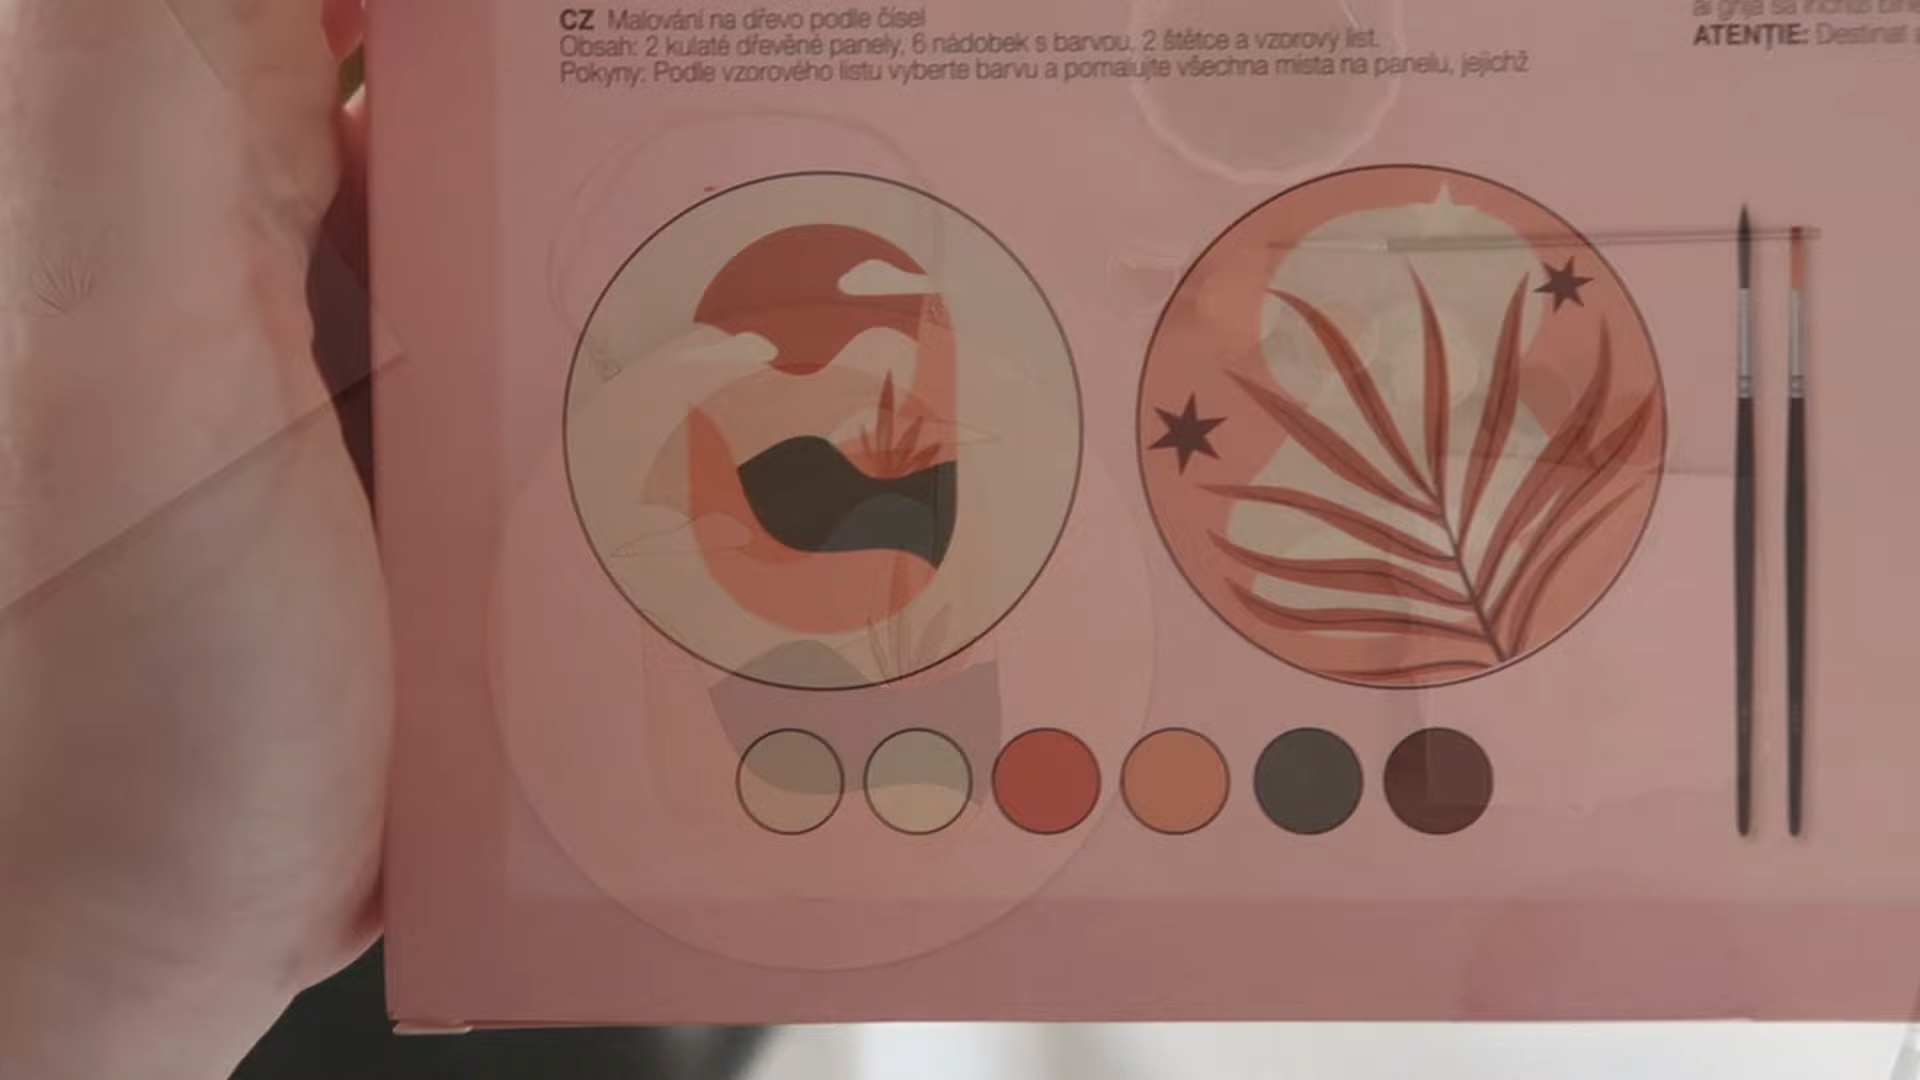 CZ Malování na dřevo podle čísel
Obsah: 2 kulaté dřevěné panely, 6 nádobek s barvou, 2 štětce a vzorový list.
Pokyny: Podle vzorového listu vyberte barvu a pomalujte všechna místa na panelu, jejichž
ATENȚIE: Destinat